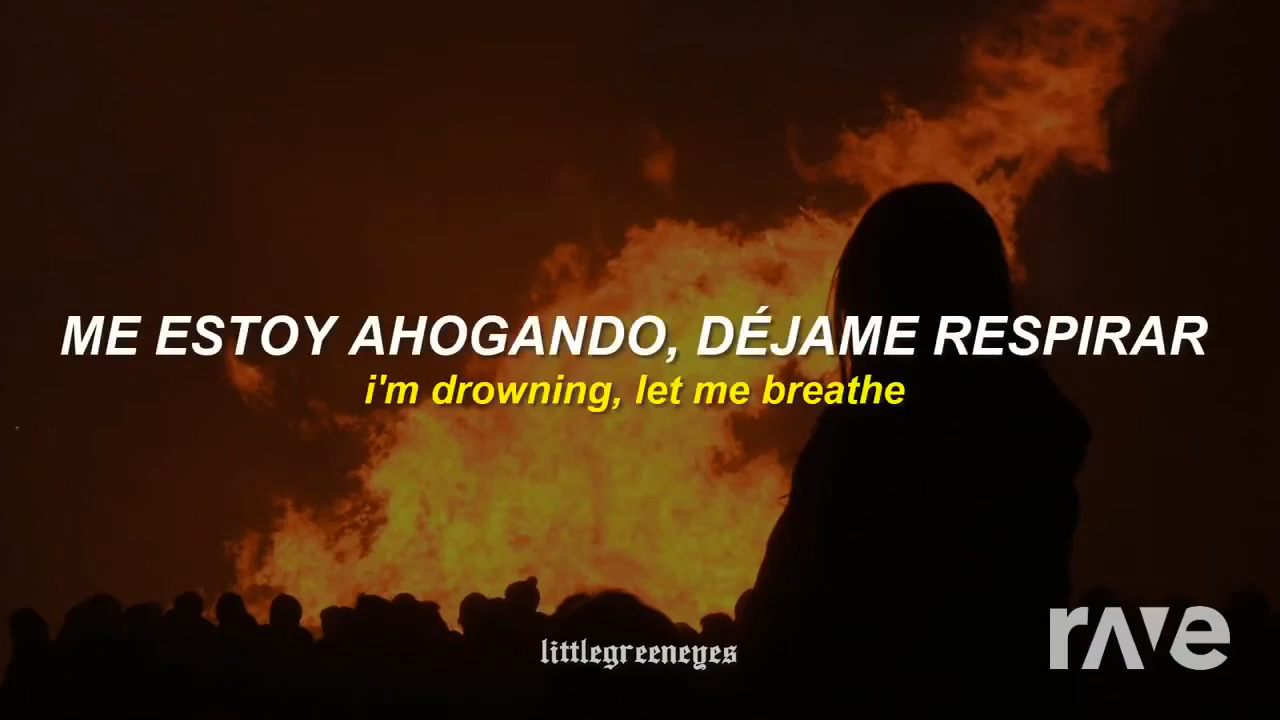 ME ESTOY AHOGANDO, DÉJAME RESPIRAR
i'm drowning, let me breathe
littlegreeneyes
rave